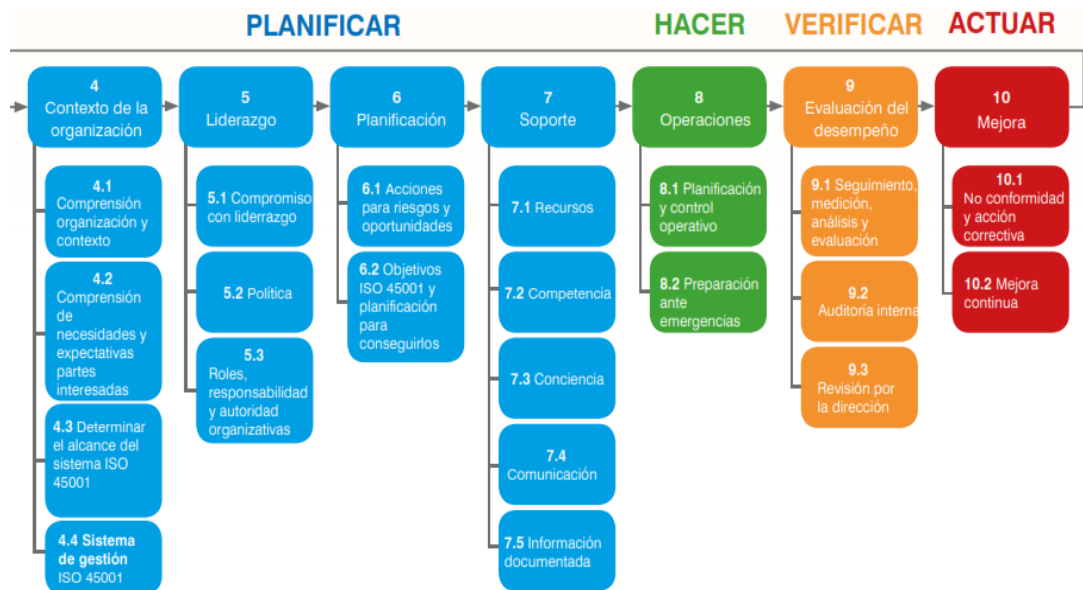 PLANIFICAR
HACER
VERIFICAR
ACTUAR
4
Contexto de la
organización
5
Liderazgo
6
Planificación
7
Soporte
8
Operaciones
9
Evaluación del
desempeño
10
Mejora
4.1
Comprensión
organización y
contexto
4.2
Comprensión
de
necesidades y
expectativas
partes
interesadas
4.3 Determinar
el alcance del
sistema ISO
45001
4.4 Sistema
de gestión
ISO 45001
5.1 Compromiso
con liderrazgo
5.2 Política
5.3
Roles,
responsabilidad
y autoridad
organizativas
6.1 Acciones
para riesgos y
oportunidades
6.2 Objetivos
ISO 45001 y
planificación
para
conseguirlos
7.1 Recursos
7.2 Competencia
7.3 Conciencia
7.4
Comunicación
7.5 Información
documentada
8.1 Planificación
y control
operativo
8.2 Preparación
ante
emergencias
9.1 Seguimiento,
medición,
análisis y
evaluación
9.2
Auditoría interna
9.3
Revisión por
la dirección
10.1
No conformidad
y acción
correctiva
10.2 Mejora
continua